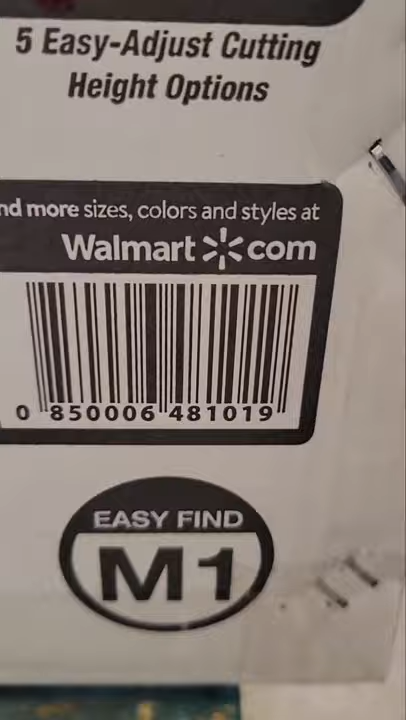 5 Easy-Adjust Cutting
Height Options
nd more sizes, colors and styles at
Walmart com
0 850006 481019
EASY FIND
M1